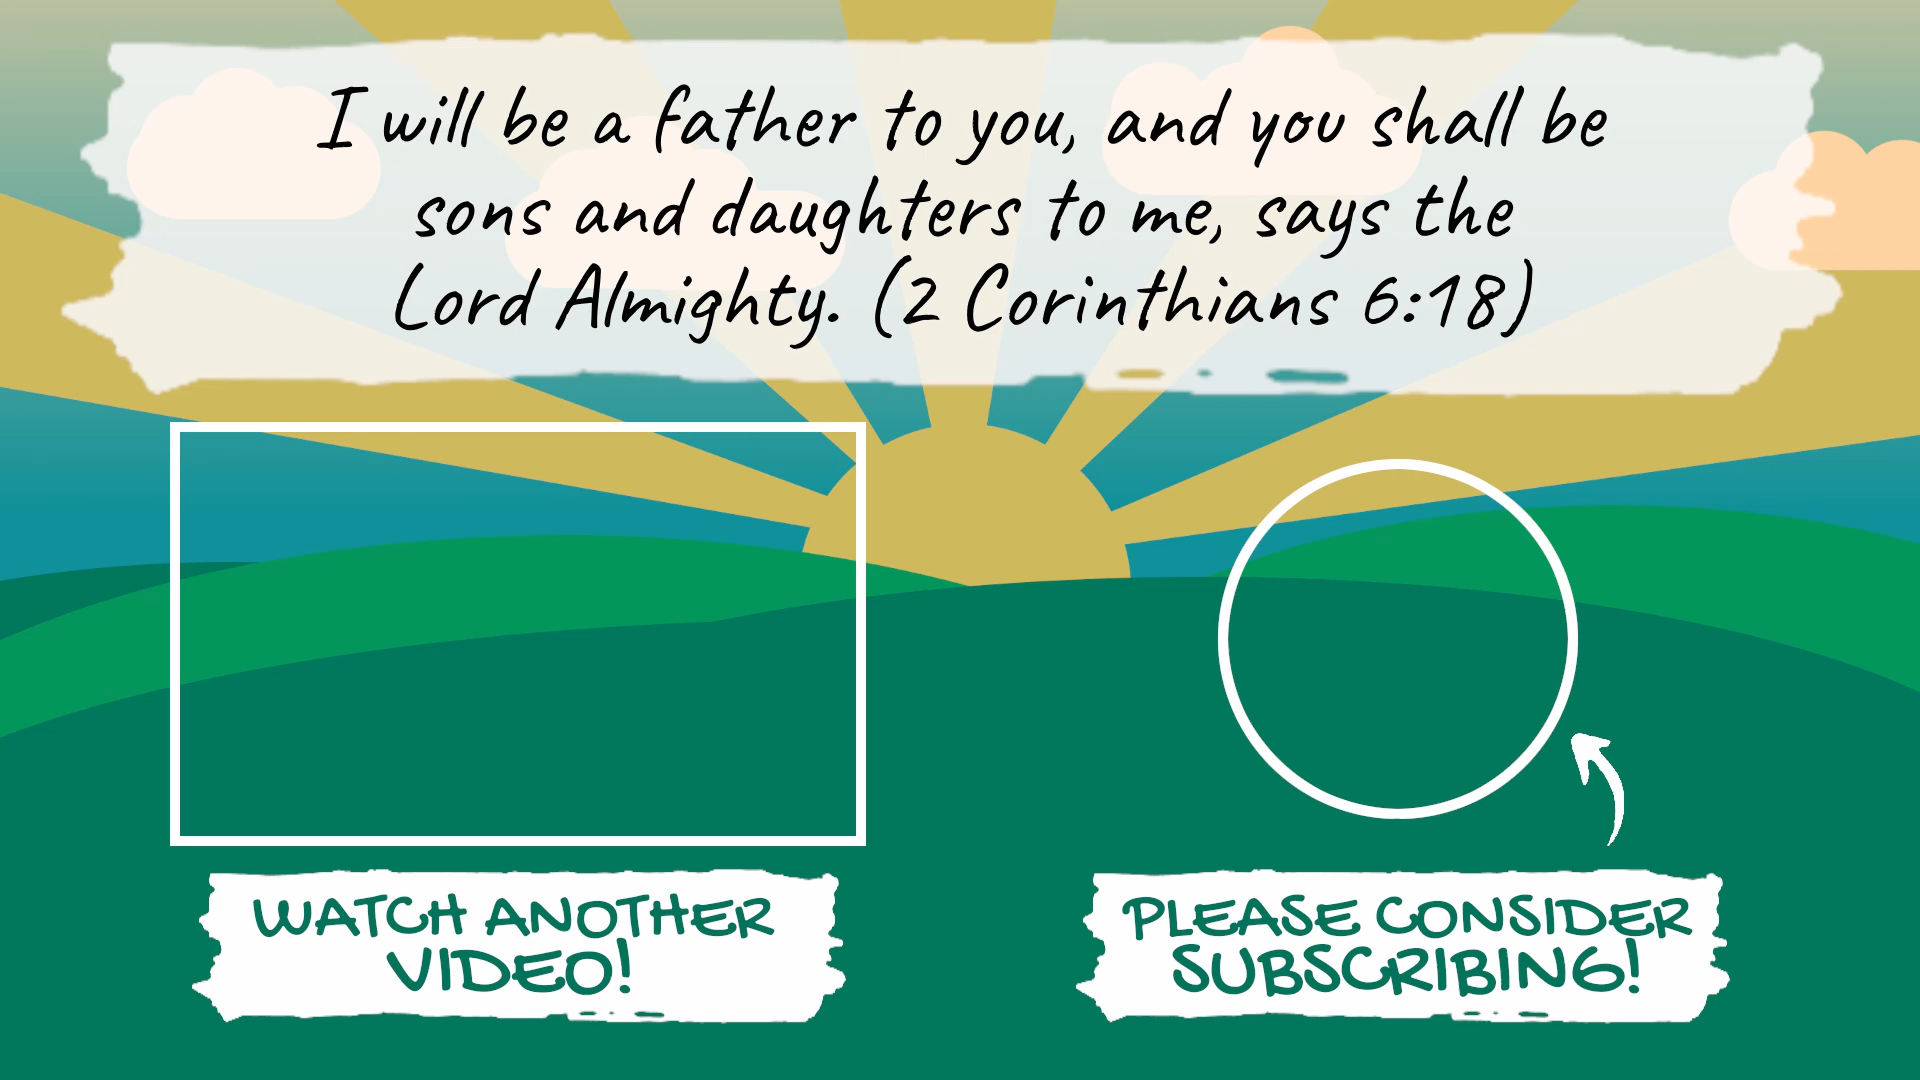 I will be a father to you, and you shall be
sons and daughters to me, says the
Lord Almighty. (2 Corinthians 6:18)
WATCH ANOTHER
VIDEO!
PLEASE CONSIDER
SUBSCRIBING!